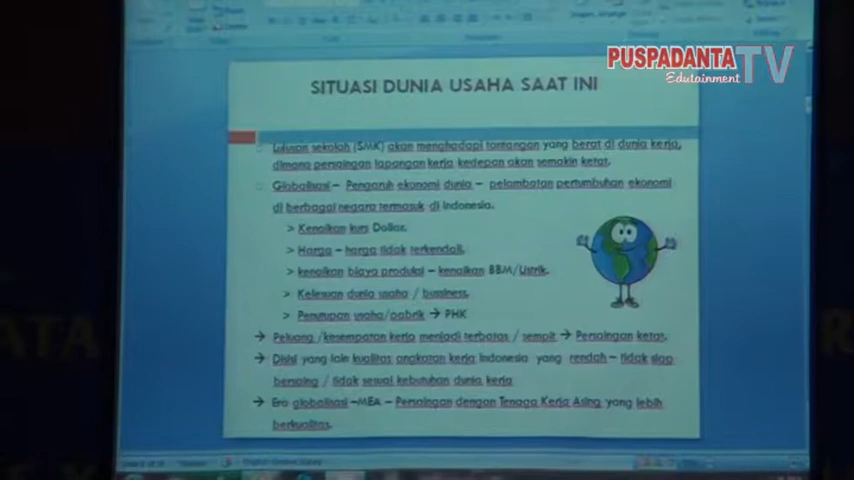 PUSPADANTA TV
Edutainment
SITUASI DUNIA USAHA SAAT INI
Lulusan sekolah (SMK) akan menghadapi tantangan yang berat di dunia kerja,
dimana persaingan lapangan kerja kedepan akan semakin ketat.
Globalisasi – Pengaruh ekonomi dunia – pelambatan pertumbuhan ekonomi
di berbagai negara termasuk di Indonesia.
> Kenaikan kurs Dollar.
> Harga – harga tidak terkendali.
> kenaikan biaya produksi – kenaikan BBM/Listrik.
> Kelesuan dunia usaha / bussiness.
> Penutupan usaha/pabrik → PHK
→ Peluang /kesempatan kerja menjadi terbatas / sempit → Persaingan ketat.
→ Disisi yang lain kualitas angkatan kerja Indonesia yang rendah – tidak siap
bersaing / tidak sesuai kebutuhan dunia kerja
→ Era globalisasi –MEA – Persaingan dengan Tenaga Kerja Asing yang lebih
berkualitas.
ATA